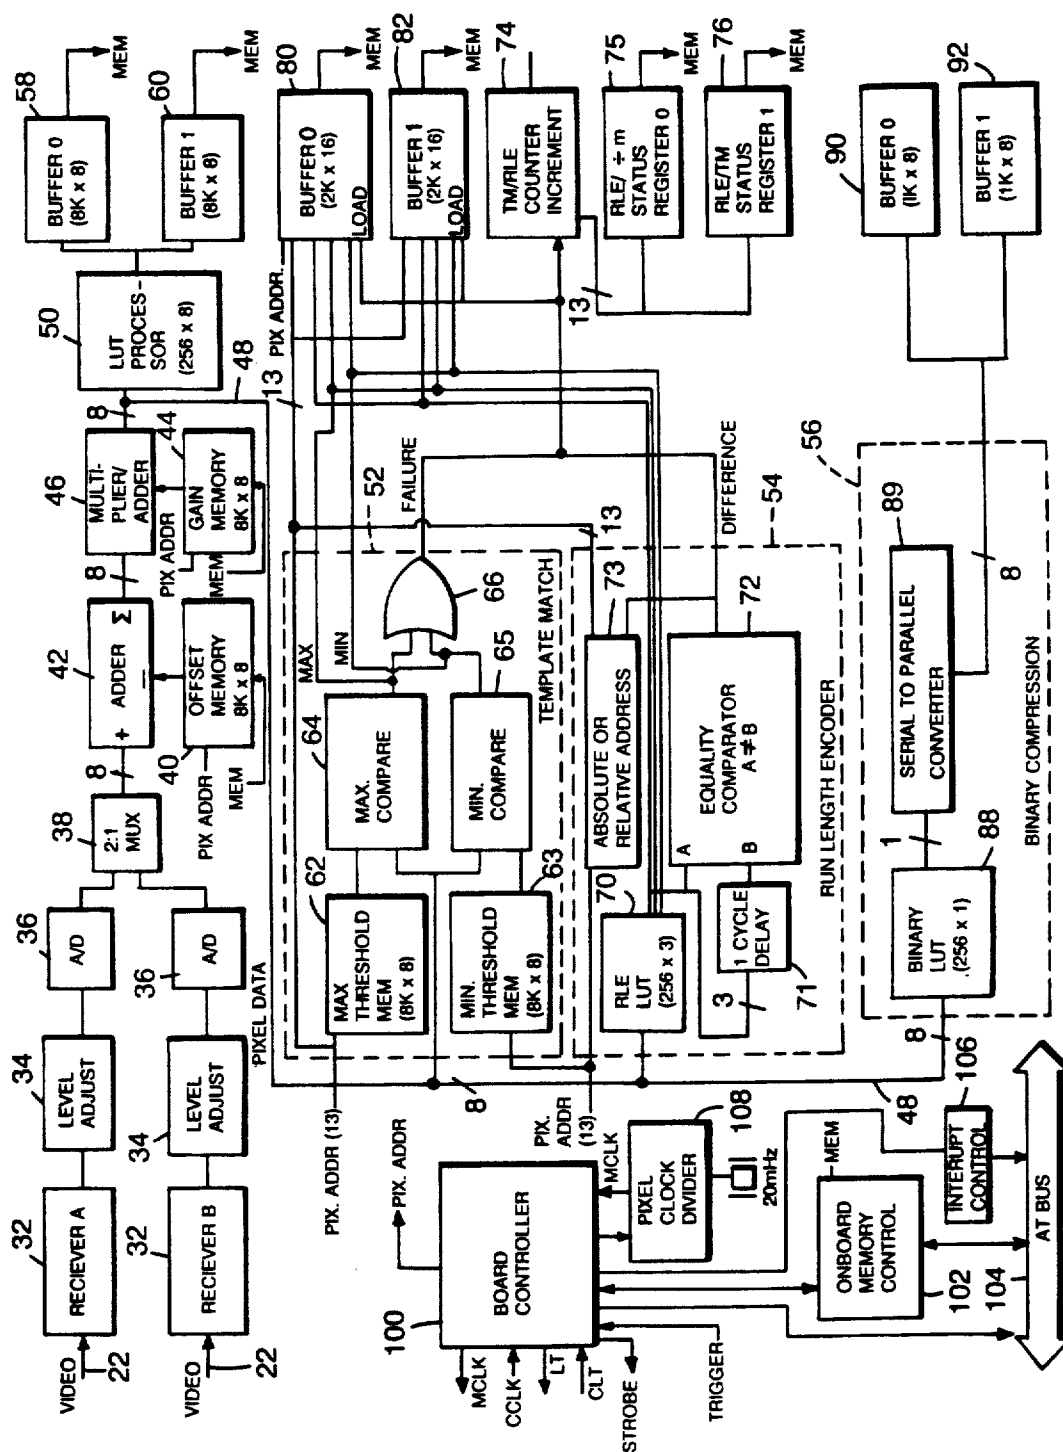 VIDEO
22
RECIEVER A
32
LEVEL
ADJUST
34
A/D
36
VIDEO
22
RECIEVER B
32
LEVEL
ADJUST
34
A/D
36
2:1
MUX
38
8
+ ADDER Σ
—
42
OFFSET
MEMORY
8K x 8
40
PIX ADDR
MEM
8
MULTI-
PLIER/
ADDER
46
GAIN
MEMORY
8K x 8
44
PIX ADDR
MEM
8
48
LUT
PROCES-
SOR
(256 x 8)
50
BUFFER 0
(8K x 8)
58
MEM
BUFFER 1
(8K x 8)
60
MEM
PIXEL DATA
PIX. ADDR (13)
MAX
THRESHOLD
MEM
(8K x 8)
62
MAX.
COMPARE
64
MIN.
THRESHOLD
MEM
(8K x 8)
63
MIN.
COMPARE
65
MAX
MIN
66
TEMPLATE MATCH
52
FAILURE
13
PIX ADDR.
BUFFER 0
(2K x 16)
LOAD
80
MEM
BUFFER 1
(2K x 16)
LOAD
82
MEM
TM/RLE
COUNTER
INCREMENT
74
13
RLE/ ÷ m
STATUS
REGISTER 0
75
MEM
RLE/TM
STATUS
REGISTER 1
76
MEM
8
PIX.
ADDR
(13)
ABSOLUTE OR
RELATIVE ADDRESS
73
13
RLE
LUT
(256 x 3)
70
3
1 CYCLE
DELAY
71
A
B
EQUALITY
COMPARATOR
A ≠ B
72
DIFFERENCE
RUN LENGTH ENCODER
54
BINARY
LUT
(256 x 1)
88
8
1
SERIAL TO PARALLEL
CONVERTER
89
BINARY COMPRESSION
56
8
BUFFER 0
(IK x 8)
90
BUFFER 1
(1K x 8)
92
48
PIX. ADDR
BOARD
CONTROLLER
100
MCLK
CCLK
LT
CLT
STROBE
TRIGGER
MCLK
PIXEL
CLOCK
DIVIDER
108
20mHz
ONBOARD
MEMORY
CONTROL
102
MEM
INTERUPT
CONTROL
106
104
AT BUS